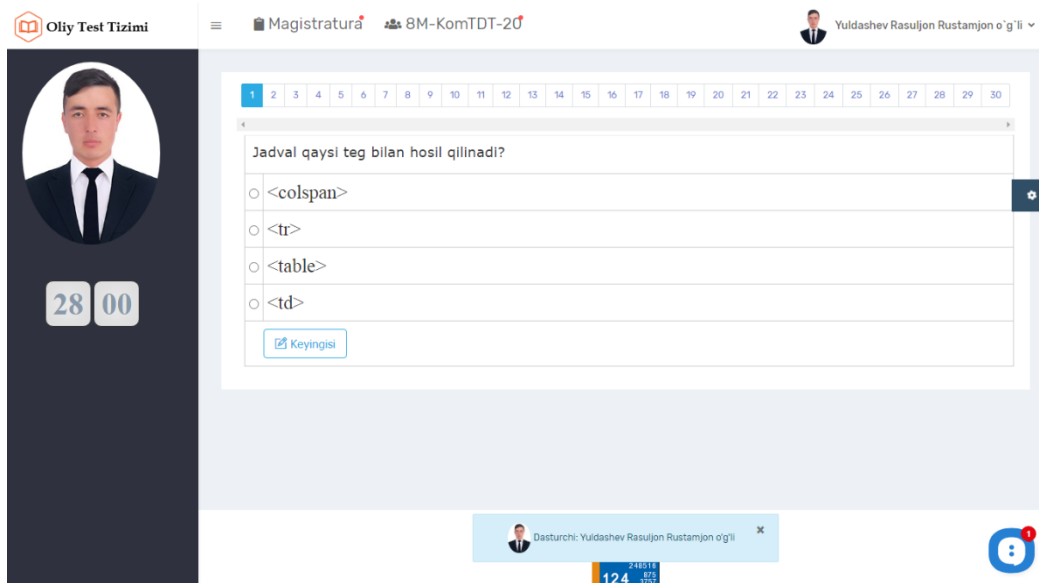 Oliy Test Tizimi
Magistratura
8M-KomTDT-20
Yuldashev Rasuljon Rustamjon o`g`li
1 2 3 4 5 6 7 8 9 10 11 12 13 14 15 16 17 18 19 20 21 22 23 24 25 26 27 28 29 30
Jadval qaysi teg bilan hosil qilinadi?
<colspan>
<tr>
<table>
<td>
Keyingisi
28 00
Dasturchi: Yuldashev Rasuljon Rustamjon o'g'li
1
248516
124 875
3757